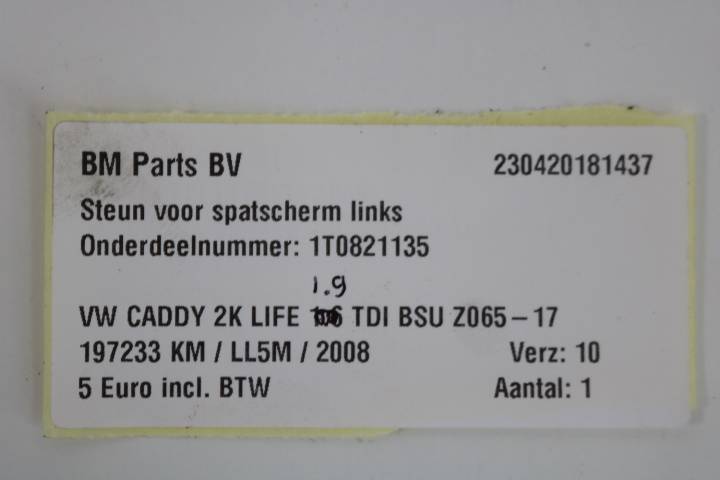 BM Parts BV 230420181437
Steun voor spatscherm links
Onderdeelnummer: 1T0821135
1.9
VW CADDY 2K LIFE TDI BSU Z065-17
197233 KM / LL5M / 2008 Verz: 10
5 Euro incl. BTW Aantal: 1